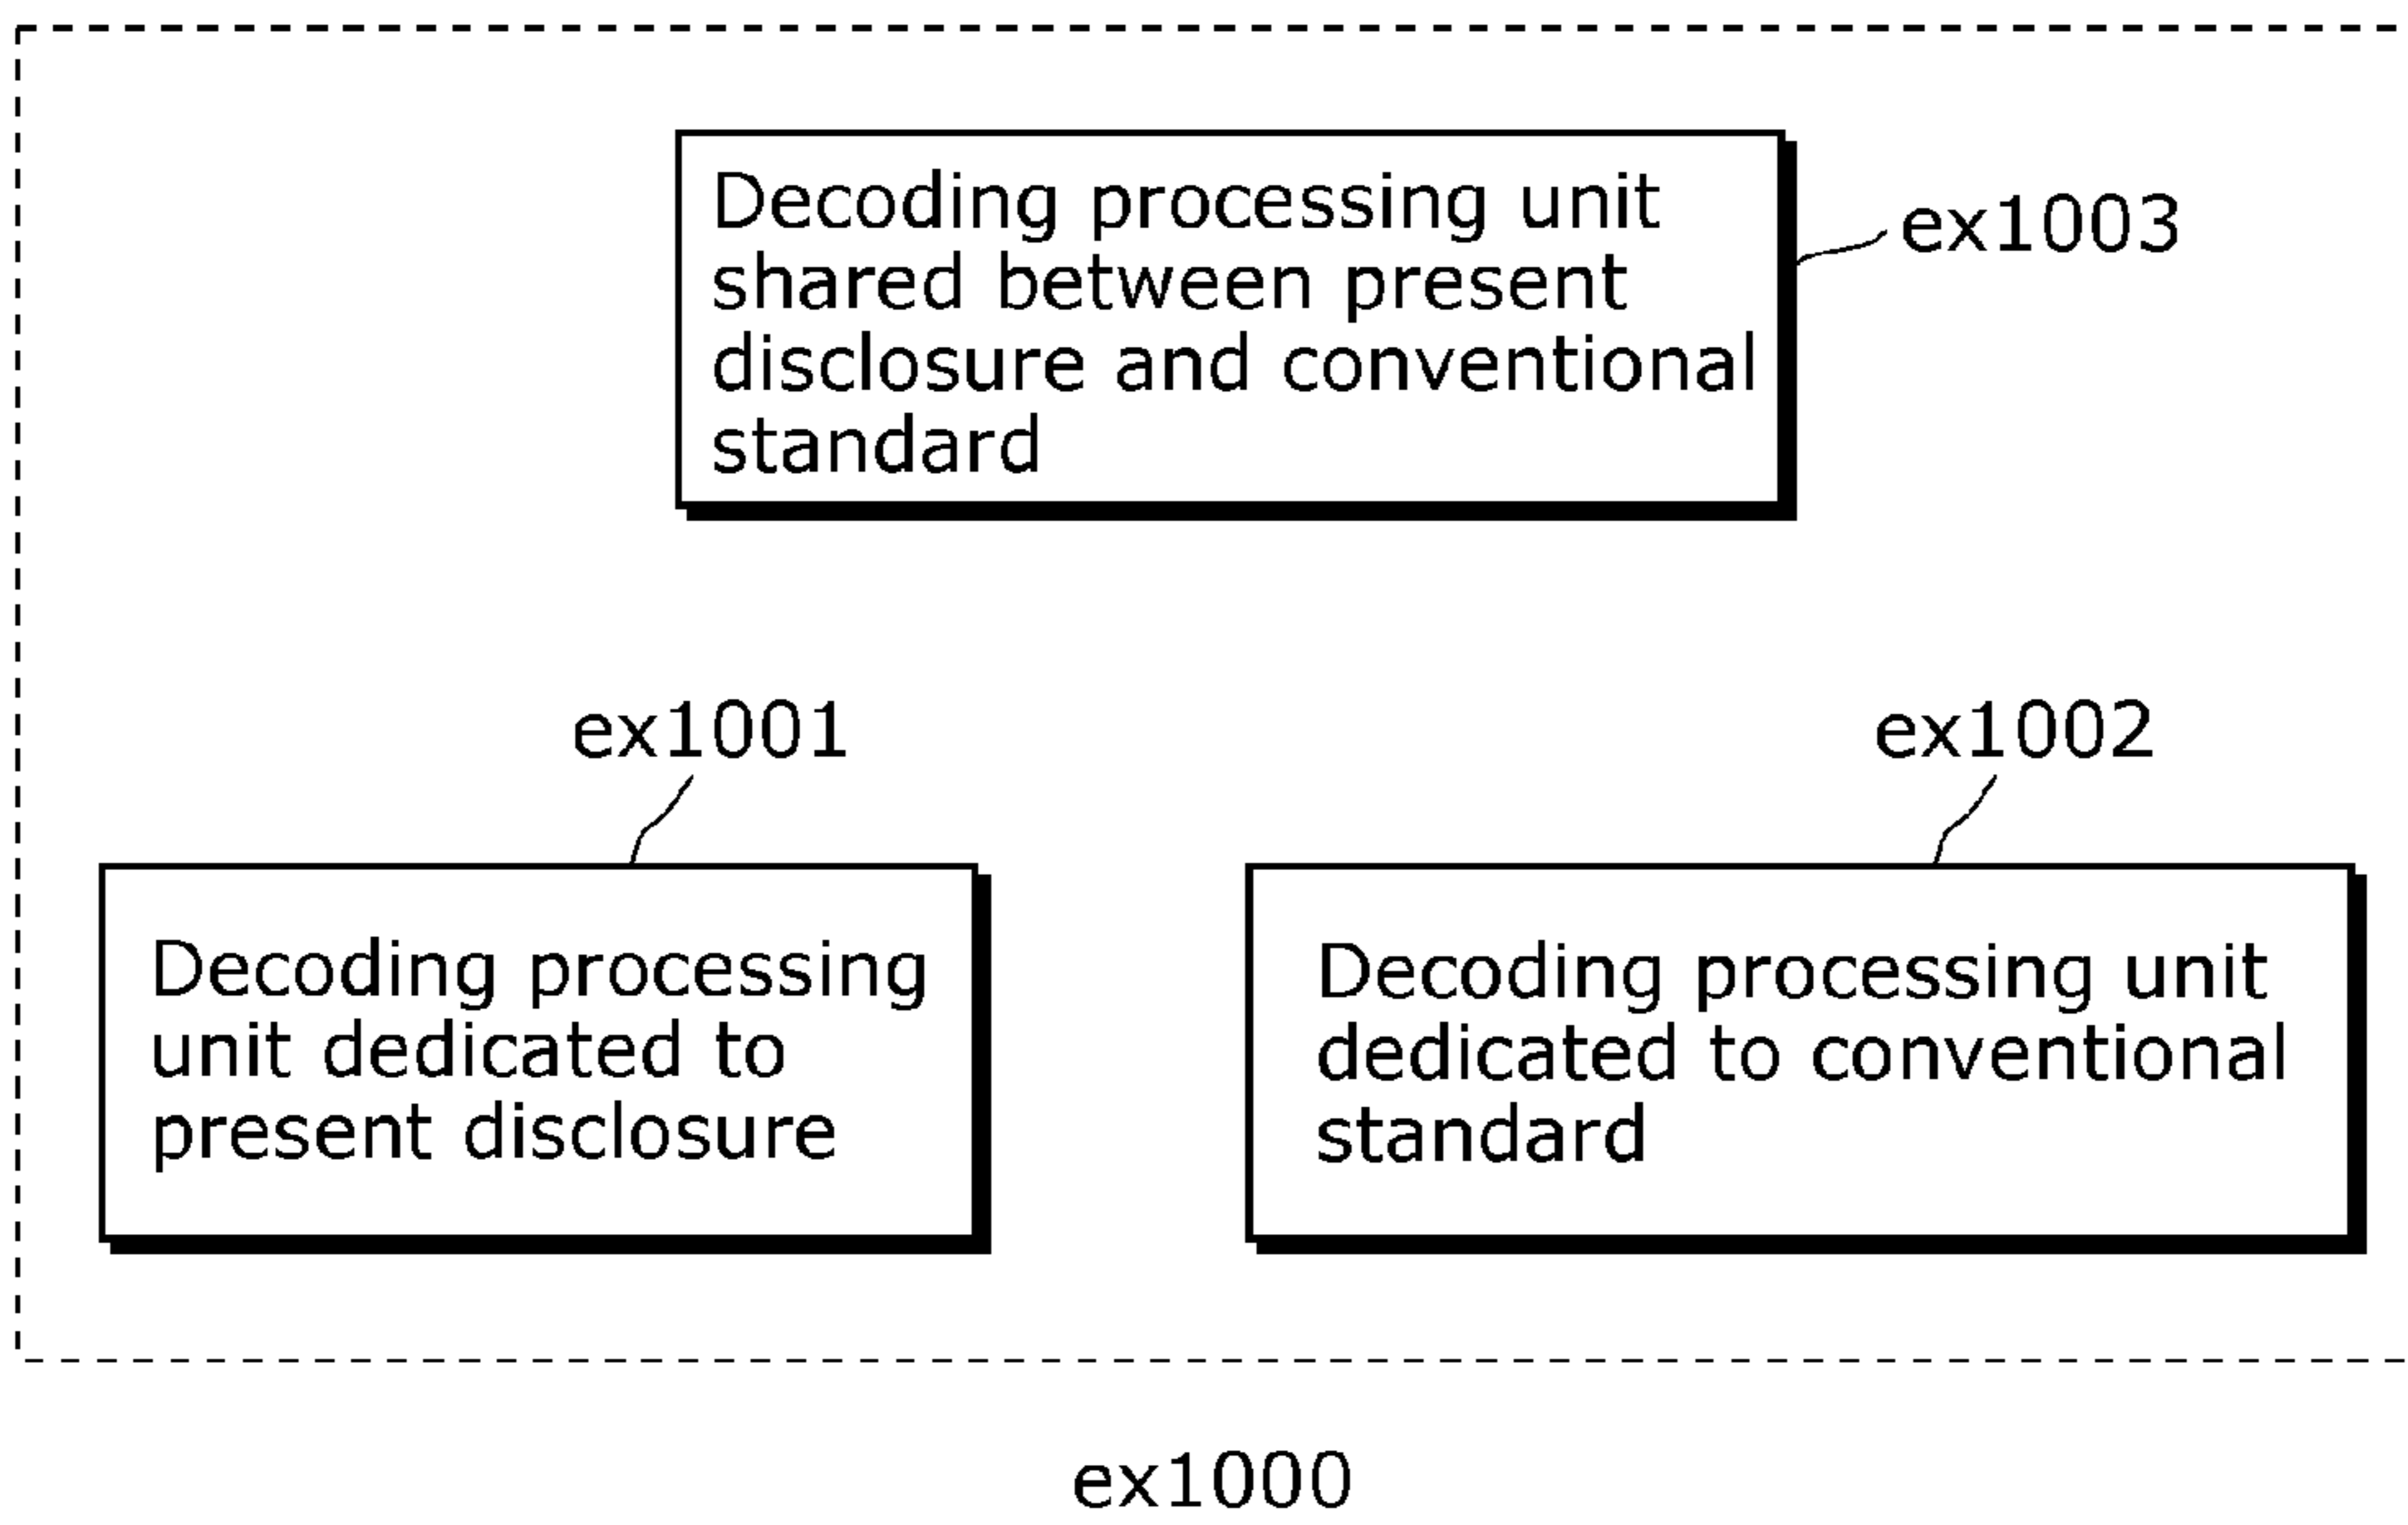 Decoding processing unit
shared between present
disclosure and conventional
standard
ex1003
ex1001
ex1002
Decoding processing
unit dedicated to
present disclosure
Decoding processing unit
dedicated to conventional
standard
ex1000